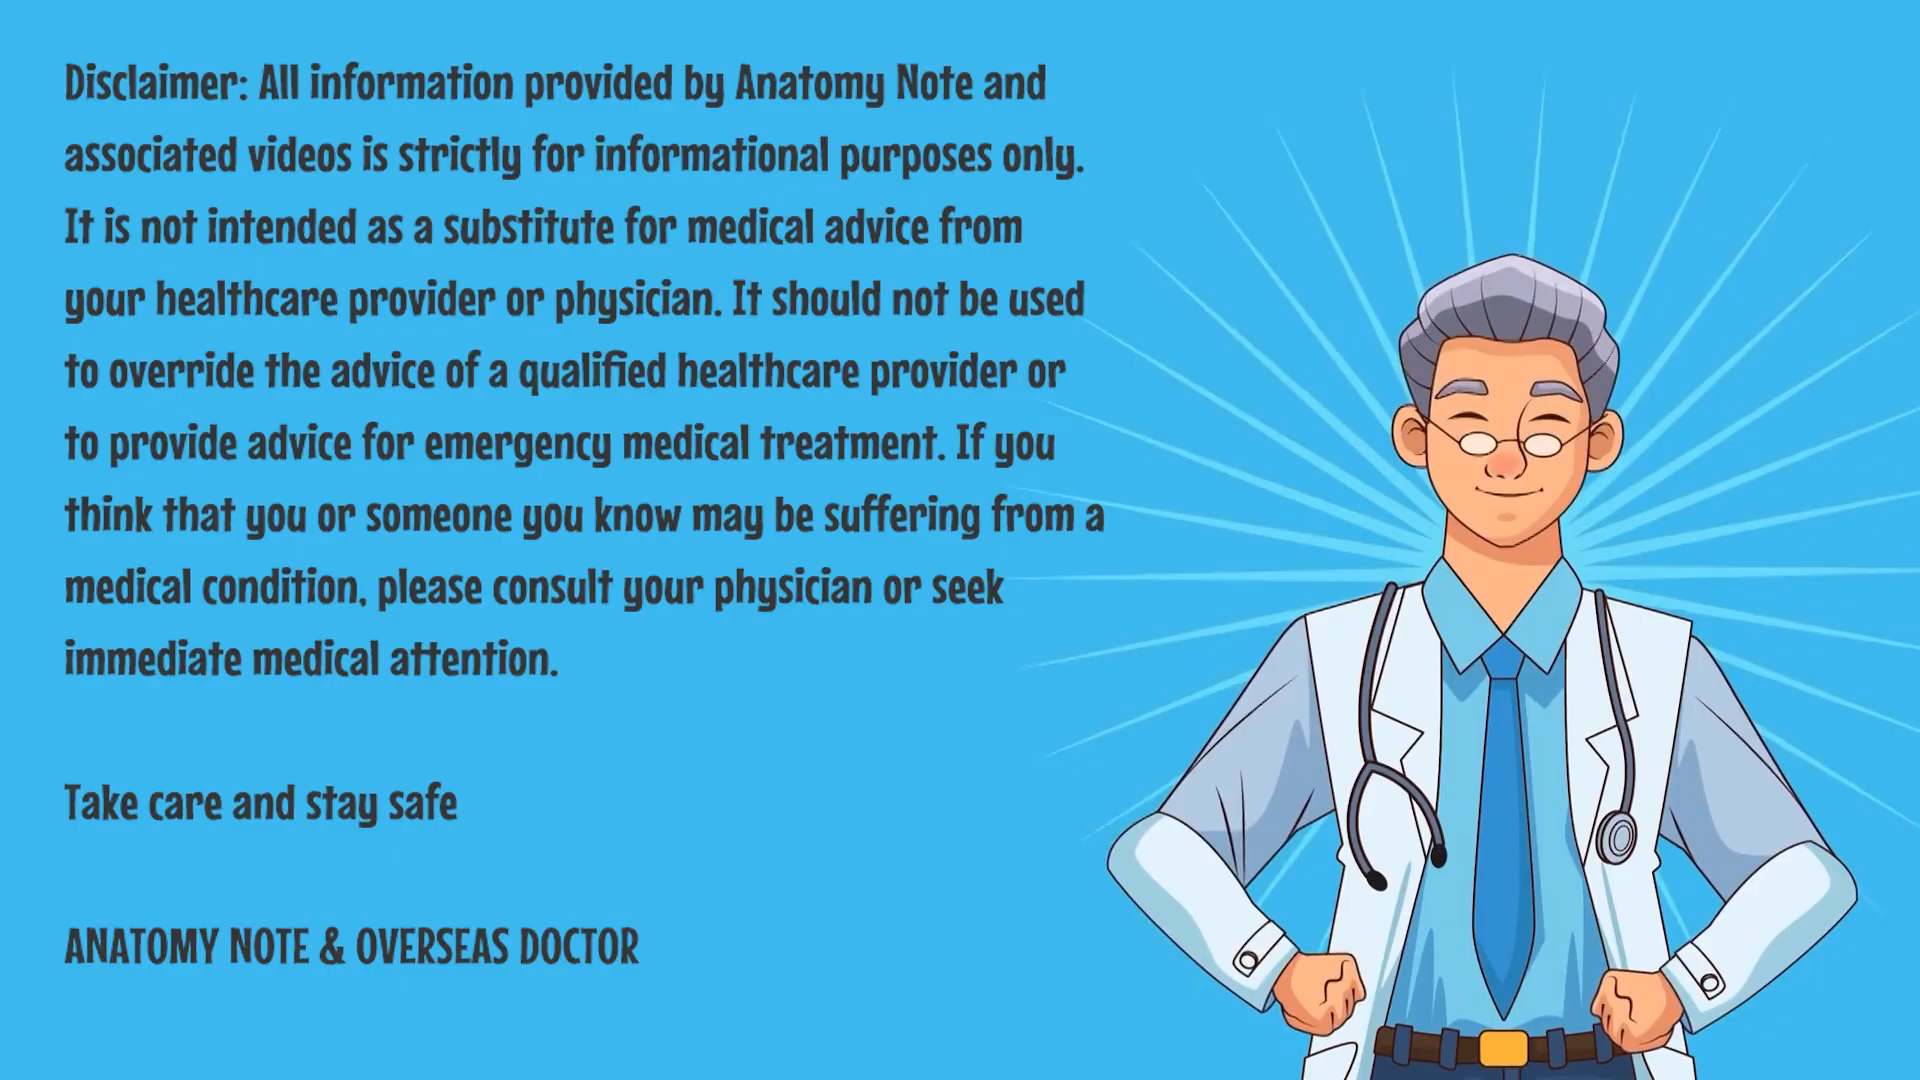 Disclaimer: All information provided by Anatomy Note and
associated videos is strictly for informational purposes only.
It is not intended as a substitute for medical advice from
your healthcare provider or physician. It should not be used
to override the advice of a qualified healthcare provider or
to provide advice for emergency medical treatment. If you
think that you or someone you know may be suffering from a
medical condition, please consult your physician or seek
immediate medical attention.
Take care and stay safe
ANATOMY NOTE & OVERSEAS DOCTOR